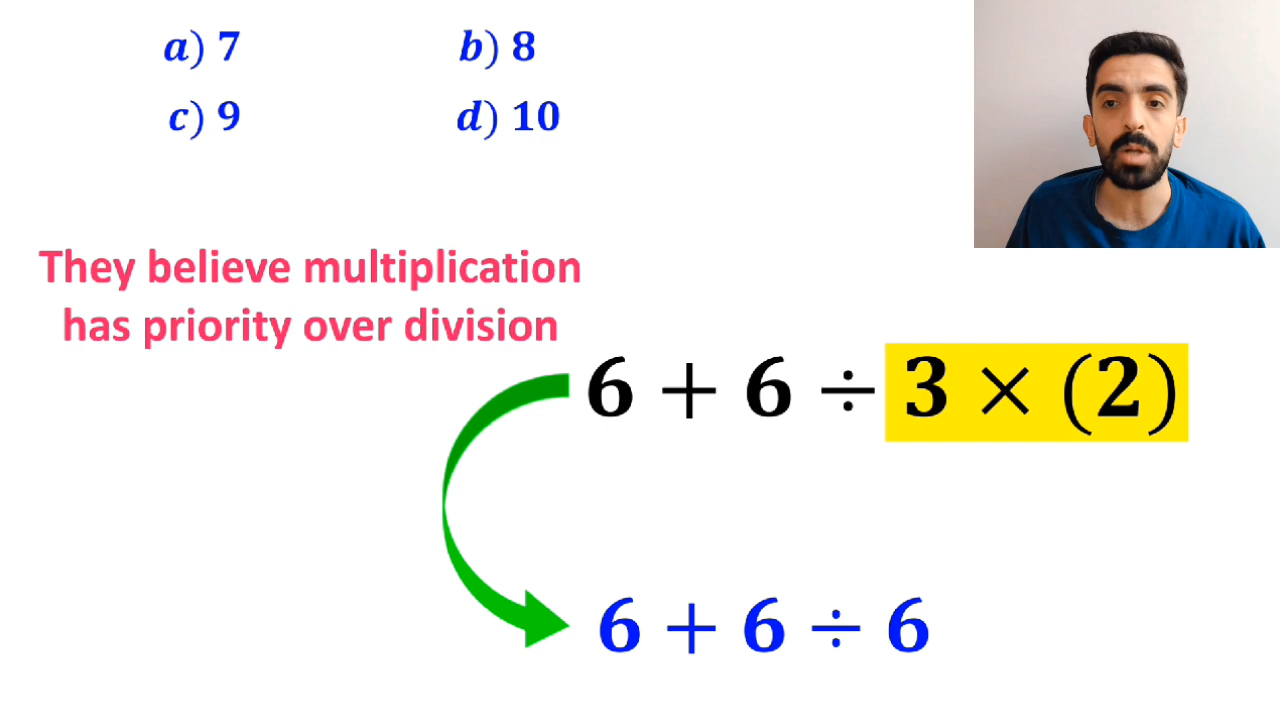 a) 7 b) 8
c) 9 d) 10
They believe multiplication
has priority over division
6 + 6 ÷ 3 × (2)
6 + 6 ÷ 6